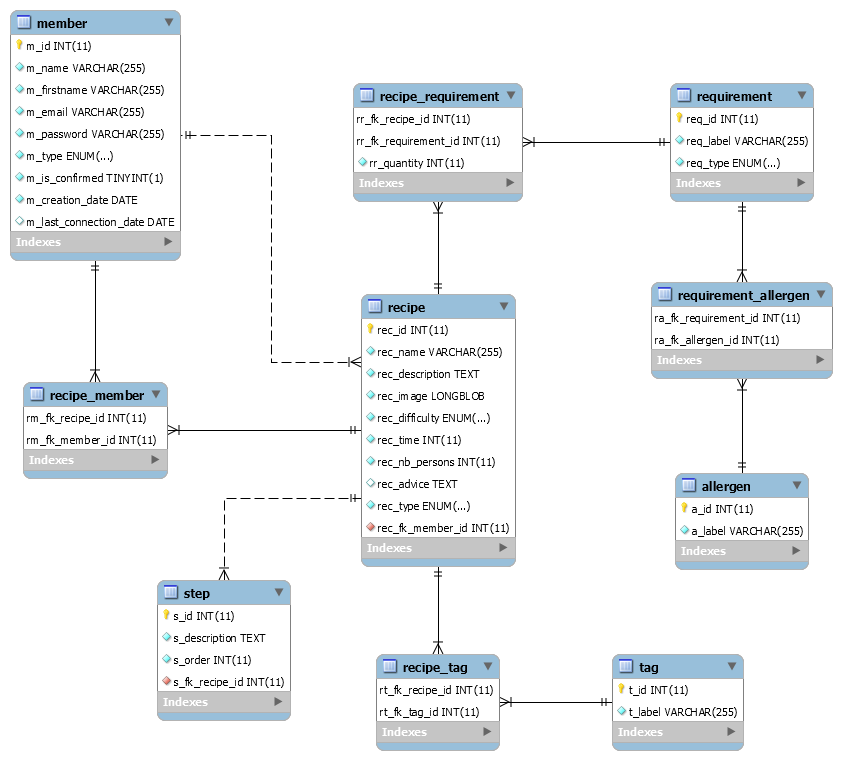 member
m_id INT(11)
m_name VARCHAR(255)
m_firstname VARCHAR(255)
m_email VARCHAR(255)
m_password VARCHAR(255)
m_type ENUM(...)
m_is_confirmed TINYINT(1)
m_creation_date DATE
m_last_connection_date DATE
Indexes
recipe_requirement
rr_fk_recipe_id INT(11)
rr_fk_requirement_id INT(11)
rr_quantity INT(11)
Indexes
requirement
req_id INT(11)
req_label VARCHAR(255)
req_type ENUM(...)
Indexes
requirement_allergen
ra_fk_requirement_id INT(11)
ra_fk_allergen_id INT(11)
Indexes
recipe
rec_id INT(11)
rec_name VARCHAR(255)
rec_description TEXT
rec_image LONGBLOB
rec_difficulty ENUM(...)
rec_time INT(11)
rec_nb_persons INT(11)
rec_advice TEXT
rec_type ENUM(...)
rec_fk_member_id INT(11)
Indexes
recipe_member
rm_fk_recipe_id INT(11)
rm_fk_member_id INT(11)
Indexes
allergen
a_id INT(11)
a_label VARCHAR(255)
Indexes
step
s_id INT(11)
s_description TEXT
s_order INT(11)
s_fk_recipe_id INT(11)
Indexes
recipe_tag
rt_fk_recipe_id INT(11)
rt_fk_tag_id INT(11)
Indexes
tag
t_id INT(11)
t_label VARCHAR(255)
Indexes